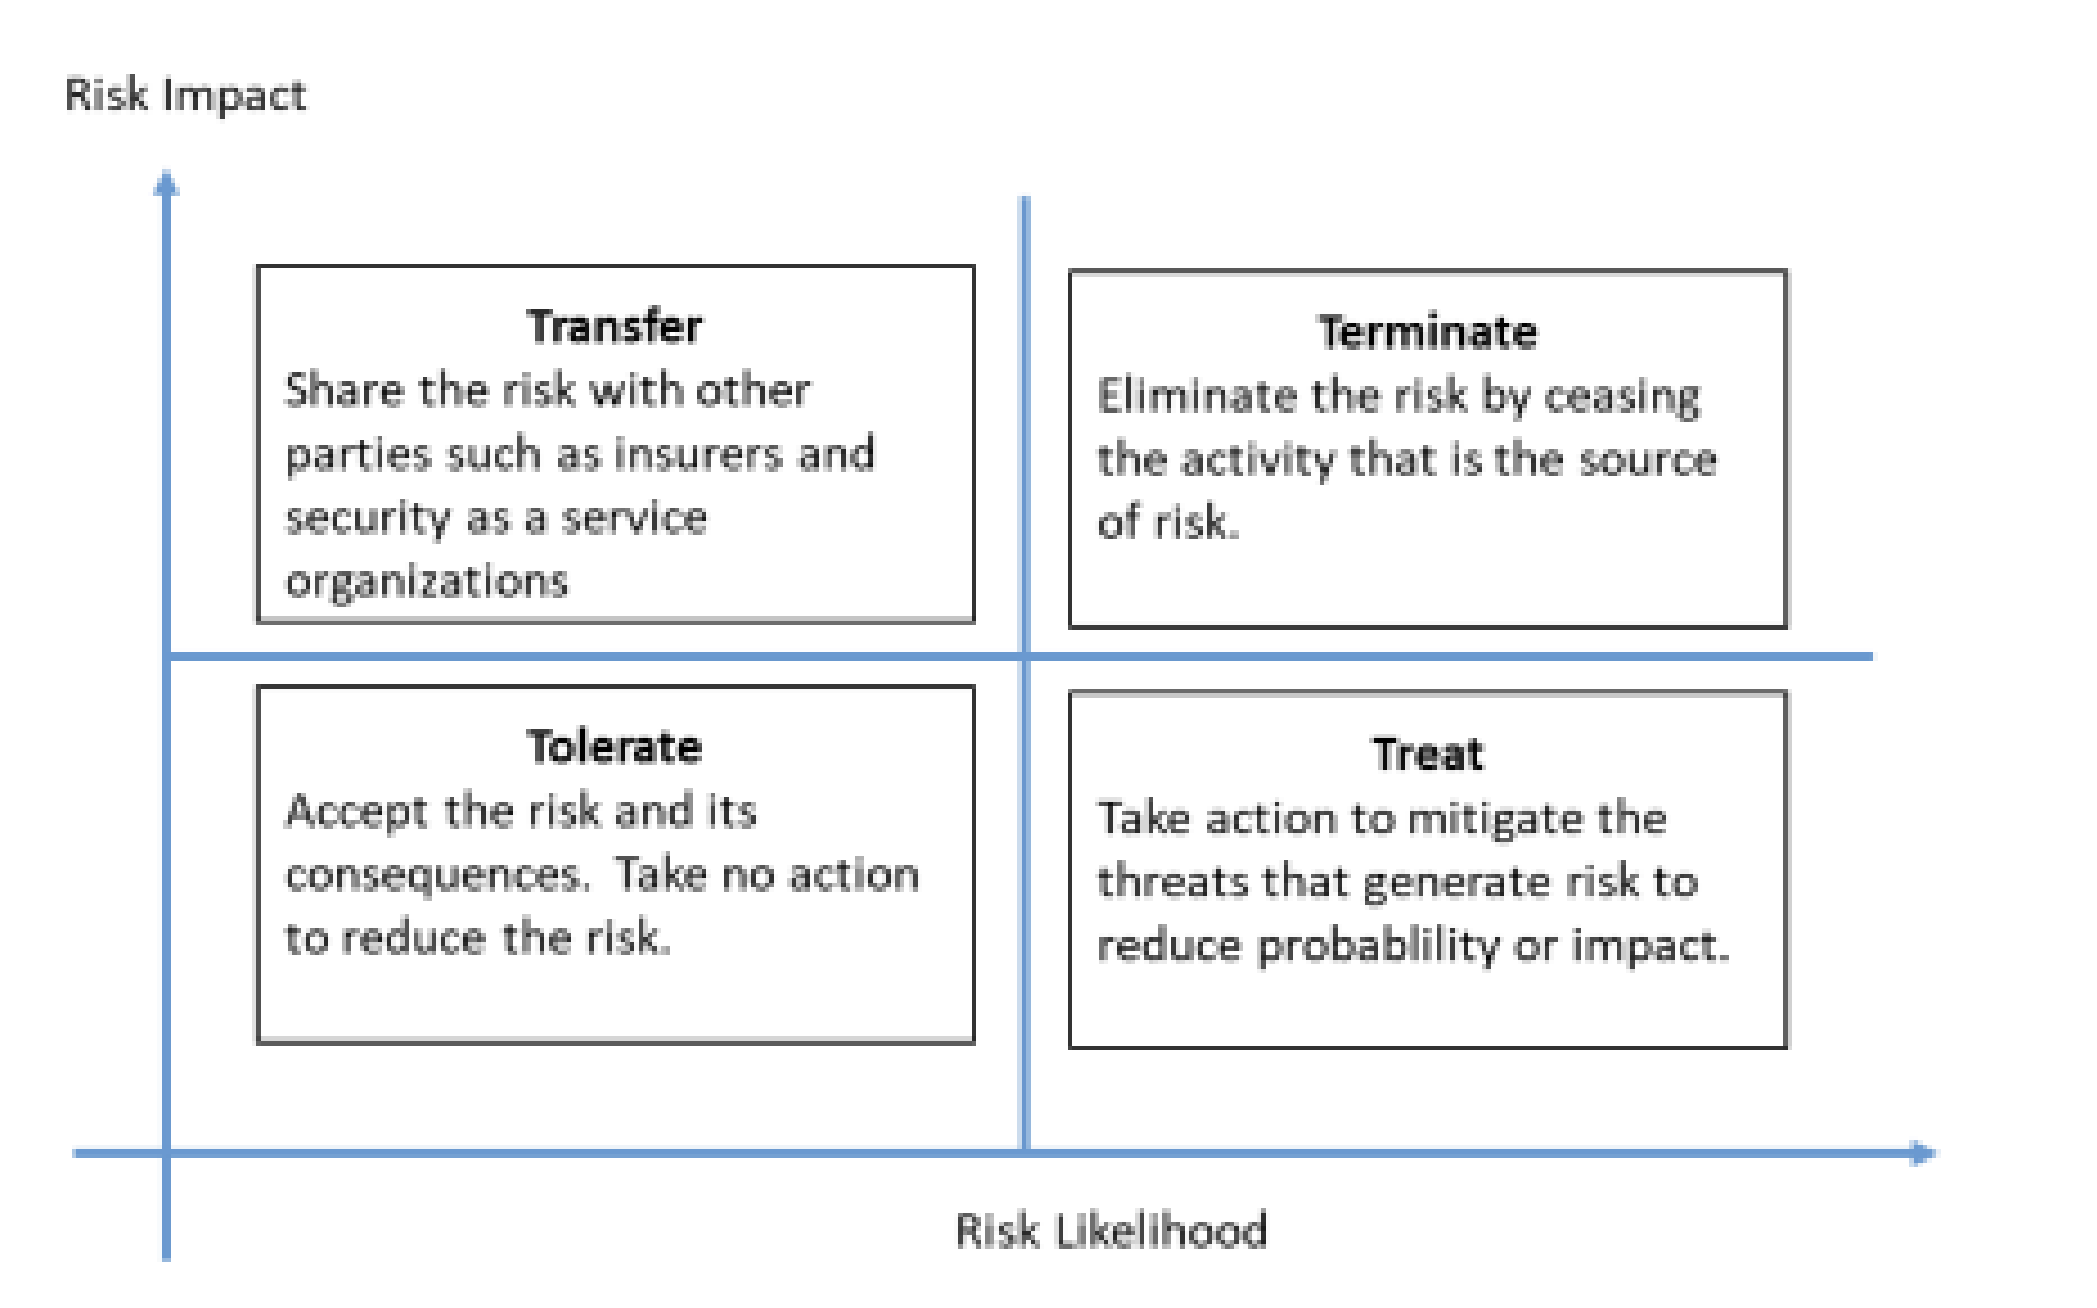 Risk Impact
Transfer
Share the risk with other
parties such as insurers and
security as a service
organizations
Terminate
Eliminate the risk by ceasing
the activity that is the source
of risk.
Tolerate
Accept the risk and its
consequences.  Take no action
to reduce the risk.
Treat
Take action to mitigate the
threats that generate risk to
reduce probablility or impact.
Risk Likelihood